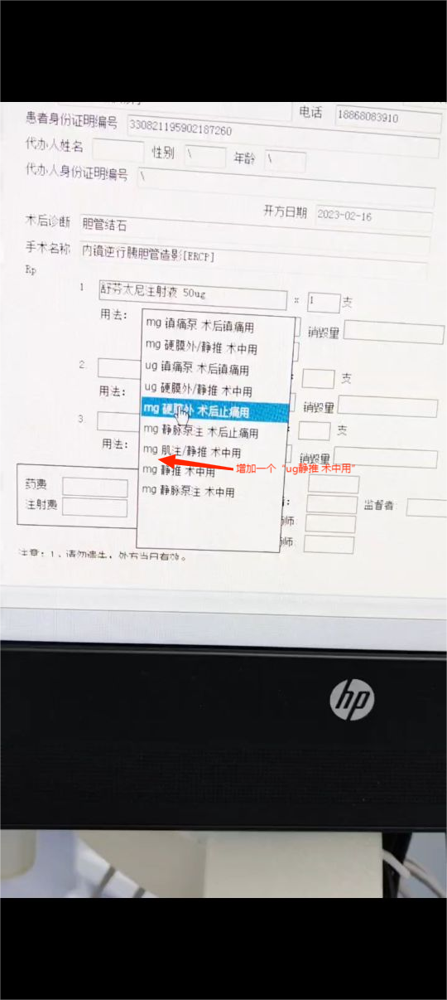 电话 18868083910
患者身份证明编号 330821195902187260
代办人姓名 性别 \ 年龄 \
代办人身份证明编号 \
开方日期 2023-02-16
术后诊断 胆管结石
手术名称 内镜逆行胰胆管造影[ERCP]
Rp
1 舒芬太尼注射液 50ug x 1 支
用法: 销毁量
mg 镇痛泵 术后镇痛用
mg 硬膜外/静推 术中用
ug 镇痛泵 术后镇痛用
ug 硬膜外/静推 术中用
mg 硬膜外 术后止痛用
mg 静脉泵注 术后止痛用
mg 肌注/静推 术中用
mg 静推 术中用
mg 静脉泵注 术中用
增加一个“ug静推 术中用”
2. 支
用法: 销毁量
3. 支
用法: 销毁量
药费
注射费
监督者:
师:
师:
注意: 1、请勿遗失，处方当日有效。
hp